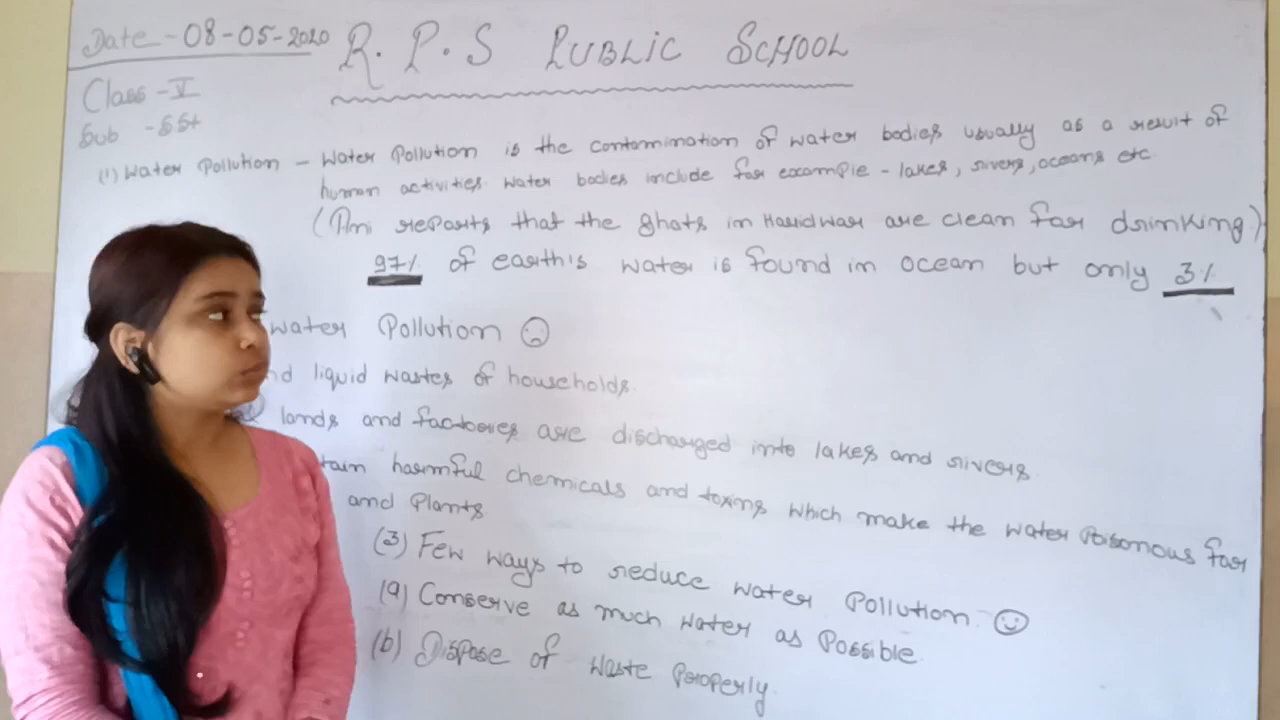 Date - 08-05-2020
R. P. S PUBLIC SCHOOL
Class - V
Sub - SSt
(1) Water Pollution - Water Pollution is the contamination of water bodies usually as a result of
human activities. Water bodies include for example - lakes, rivers, oceans etc
reports that the ghats in Haridwar are clean for drinking.)
97% of earth's water is found in ocean but only 3%
water Pollution ☹
liquid wastes of households.
lands and factories are discharged into lakes and rivers.
harmful chemicals and toxins which make the water Poisonous for
and Plants
(3) Few ways to reduce water Pollution ☺
(a) Conserve as much water as Possible.
(b) Dispose of waste Properly.